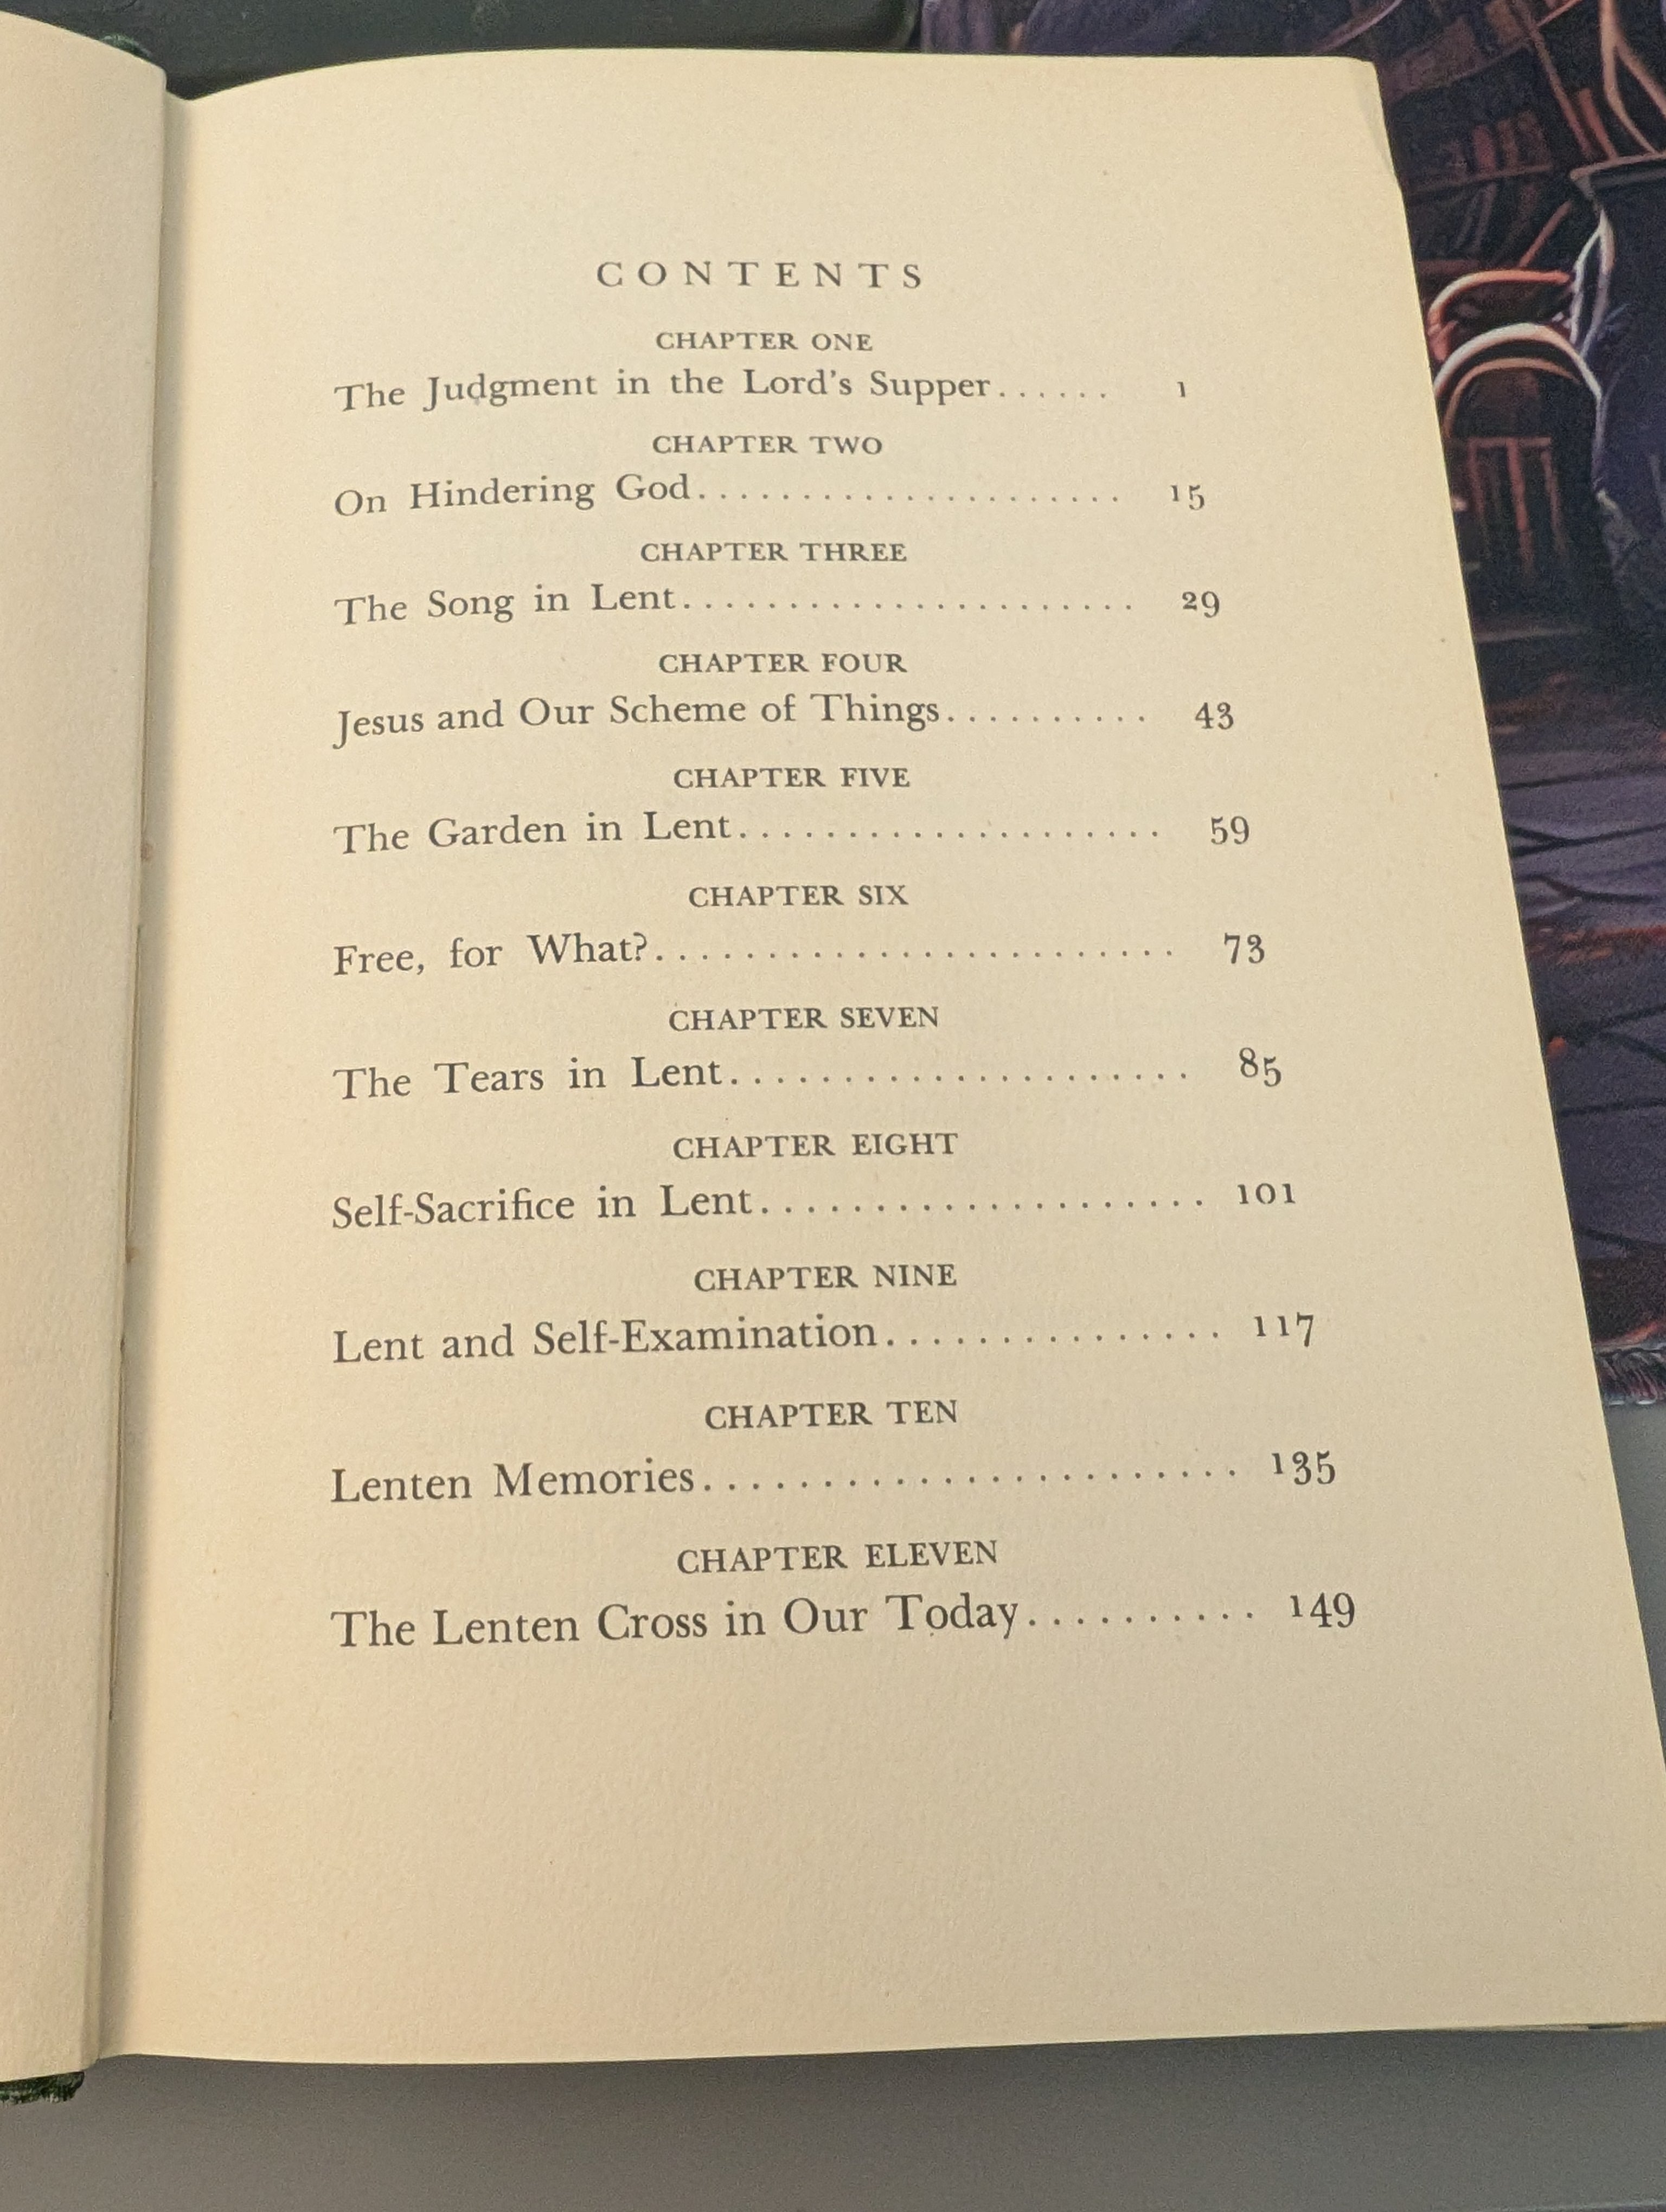 CONTENTS
CHAPTER ONE
The Judgment in the Lord's Supper...... 1
CHAPTER TWO
On Hindering God...................... 15
CHAPTER THREE
The Song in Lent....................... 29
CHAPTER FOUR
Jesus and Our Scheme of Things.......... 43
CHAPTER FIVE
The Garden in Lent.................... 59
CHAPTER SIX
Free, for What?........................ 73
CHAPTER SEVEN
The Tears in Lent..................... 85
CHAPTER EIGHT
Self-Sacrifice in Lent.................... 101
CHAPTER NINE
Lent and Self-Examination............... 117
CHAPTER TEN
Lenten Memories....................... 135
CHAPTER ELEVEN
The Lenten Cross in Our Today.......... 149